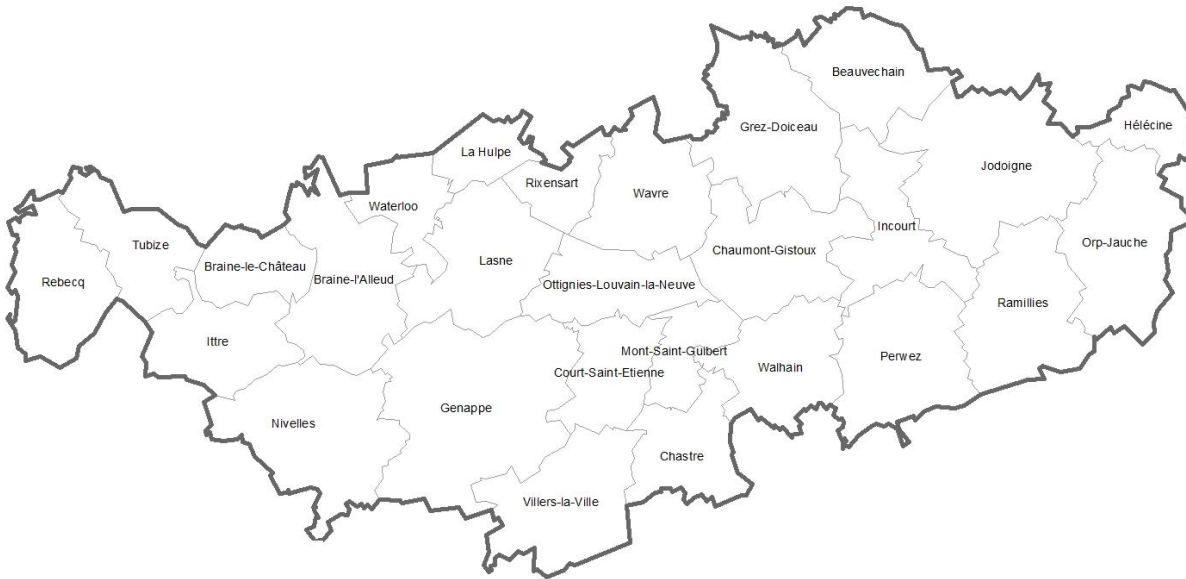 Beauvechain
Hélécine
Grez-Doiceau
La Hulpe
Jodoigne
Rixensart
Wavre
Waterloo
Incourt
Tubize
Orp-Jauche
Chaumont-Gistoux
Lasne
Braine-le-Château
Braine-l'Alleud
Rebecq
Ottignies-Louvain-la-Neuve
Ramillies
Ittre
Mont-Saint-Guibert
Perwez
Walhain
Court-Saint-Etienne
Genappe
Nivelles
Chastre
Villers-la-Ville